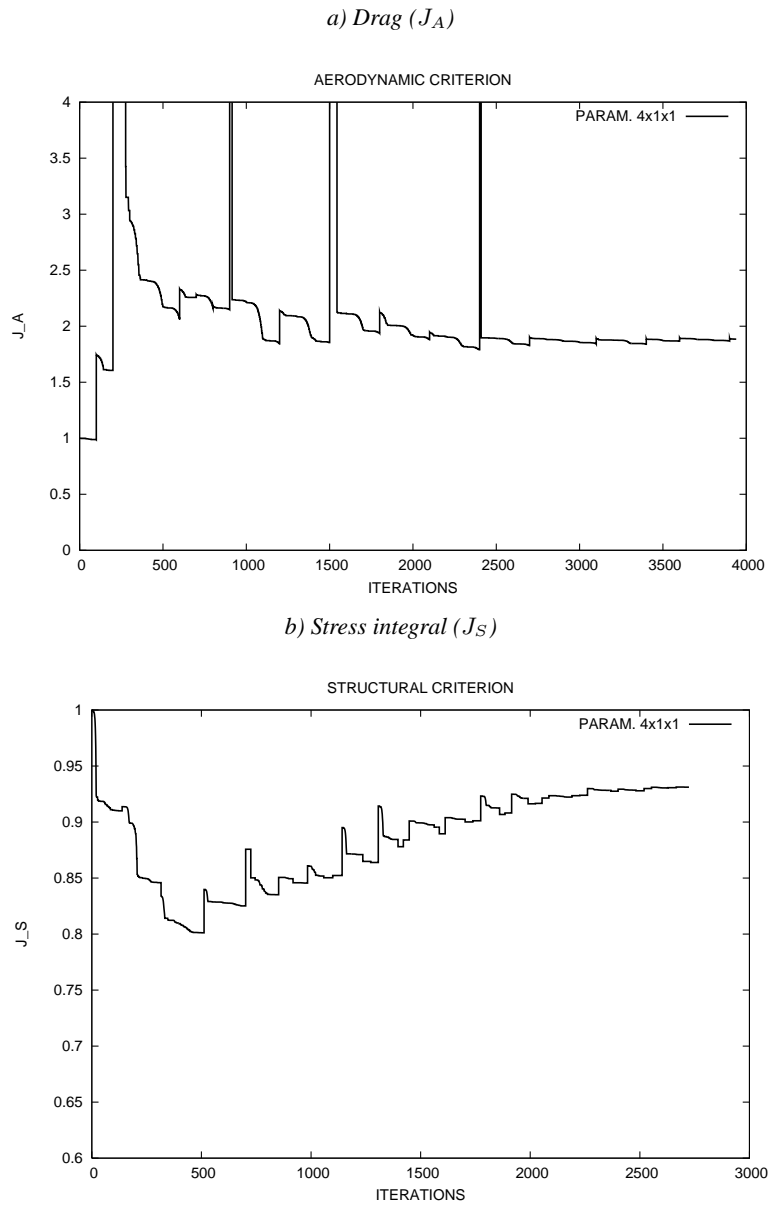 a) Drag (J_A)
AERODYNAMIC CRITERION
PARAM. 4x1x1
4
3.5
3
2.5
2
1.5
1
0.5
0
J_A
0 500 1000 1500 2000 2500 3000 3500 4000
ITERATIONS
b) Stress integral (J_S)
STRUCTURAL CRITERION
PARAM. 4x1x1
1
0.95
0.9
0.85
0.8
0.75
0.7
0.65
0.6
J_S
0 500 1000 1500 2000 2500 3000
ITERATIONS